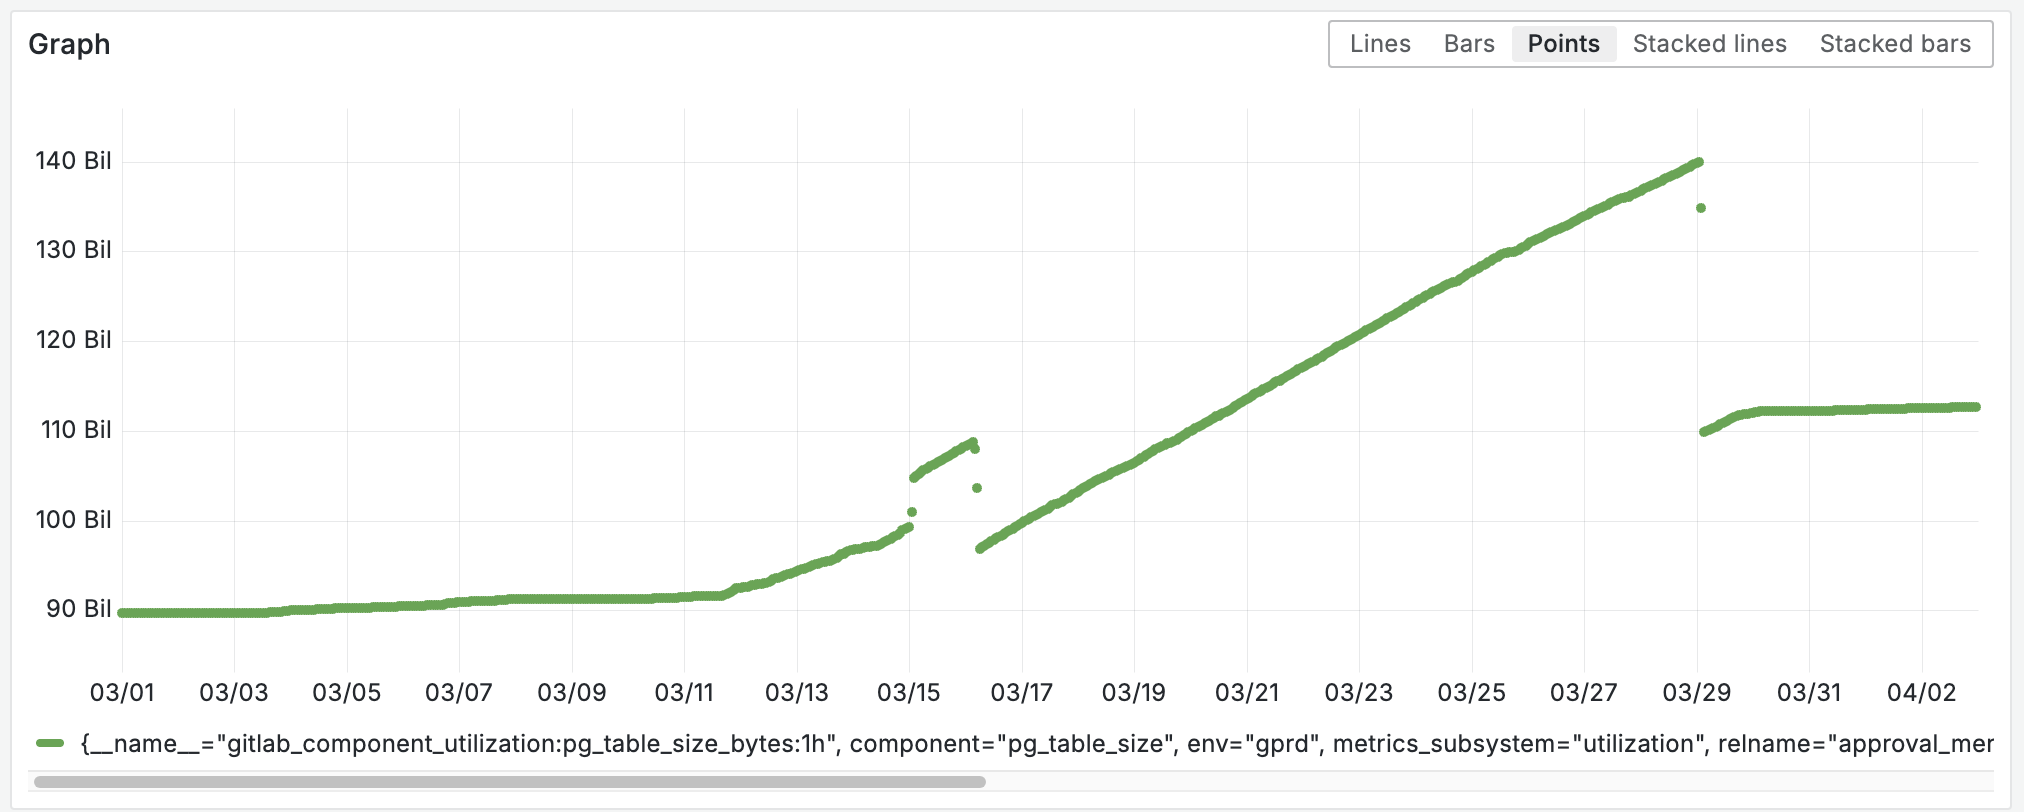 Graph
Lines Bars Points Stacked lines Stacked bars
140 Bil
130 Bil
120 Bil
110 Bil
100 Bil
90 Bil
03/01 03/03 03/05 03/07 03/09 03/11 03/13 03/15 03/17 03/19 03/21 03/23 03/25 03/27 03/29 03/31 04/02
{__name__="gitlab_component_utilization:pg_table_size_bytes:1h", component="pg_table_size", env="gprd", metrics_subsystem="utilization", relname="approval_mer